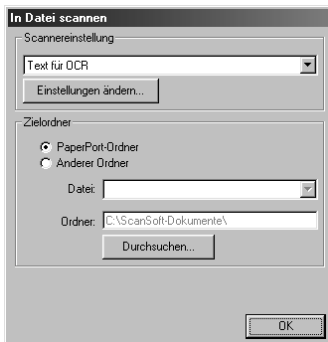 In Datei scannen
Scannereinstellung
Text für OCR
Einstellungen ändern...
Zielordner
PaperPort-Ordner
Anderer Ordner
Datei:
Ordner: C:\ScanSoft-Dokumente\
Durchsuchen...
OK